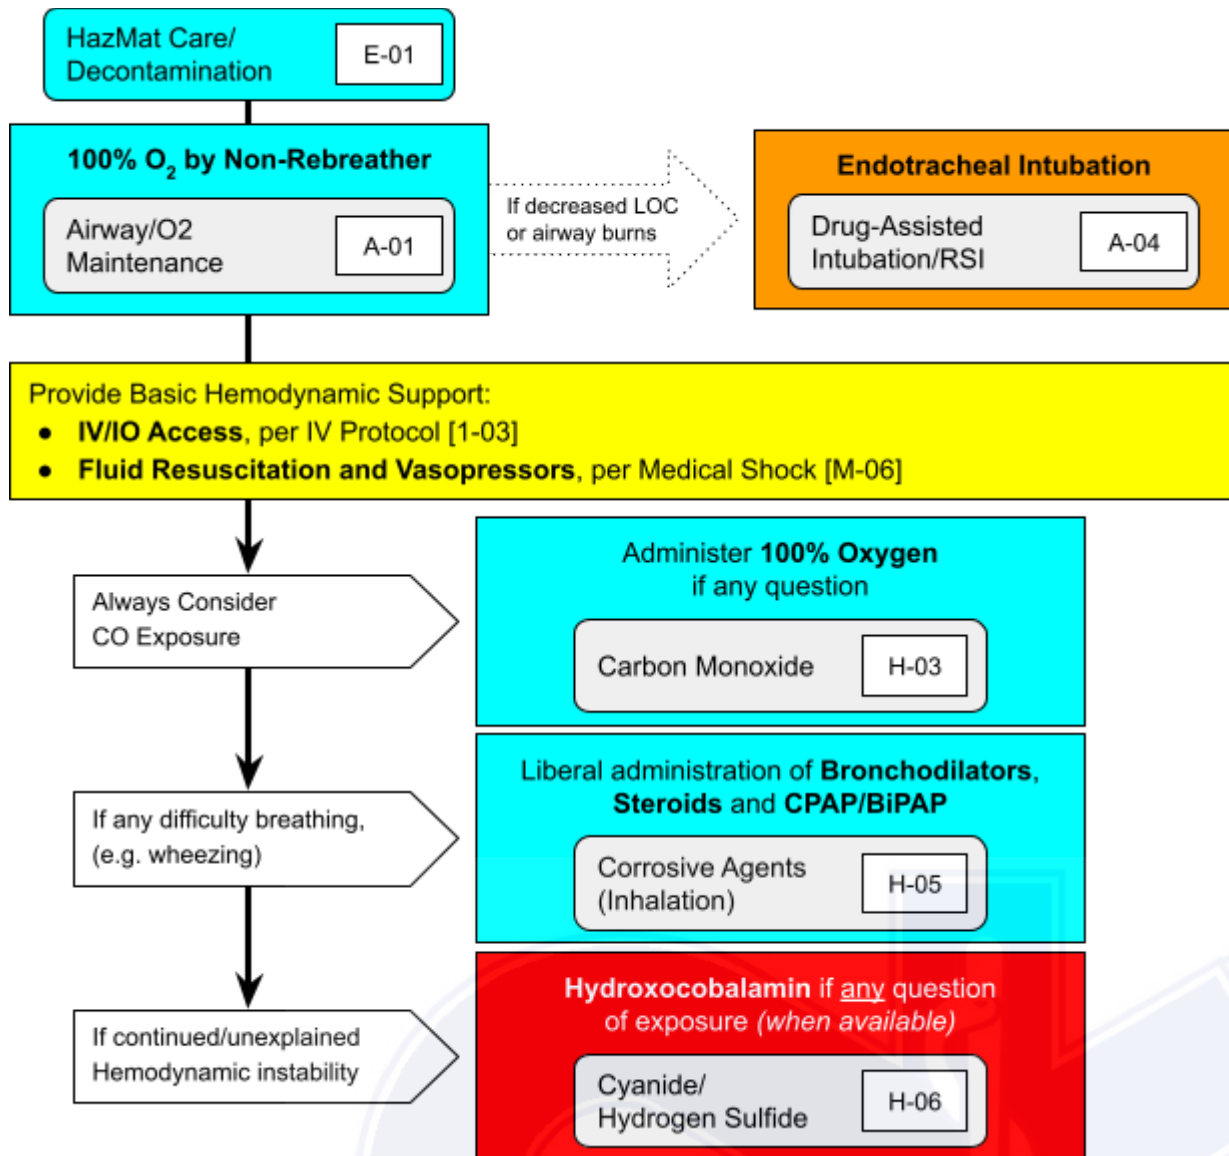 HazMat Care/
Decontamination
E-01
100% O2 by Non-Rebreather
Airway/O2
Maintenance
A-01
If decreased LOC
or airway burns
Endotracheal Intubation
Drug-Assisted
Intubation/RSI
A-04
Provide Basic Hemodynamic Support:
● IV/IO Access, per IV Protocol [1-03]
● Fluid Resuscitation and Vasopressors, per Medical Shock [M-06]
Always Consider
CO Exposure
Administer 100% Oxygen
if any question
Carbon Monoxide
H-03
If any difficulty breathing,
(e.g. wheezing)
Liberal administration of Bronchodilators,
Steroids and CPAP/BiPAP
Corrosive Agents
(Inhalation)
H-05
If continued/unexplained
Hemodynamic instability
Hydroxocobalamin if any question
of exposure (when available)
Cyanide/
Hydrogen Sulfide
H-06